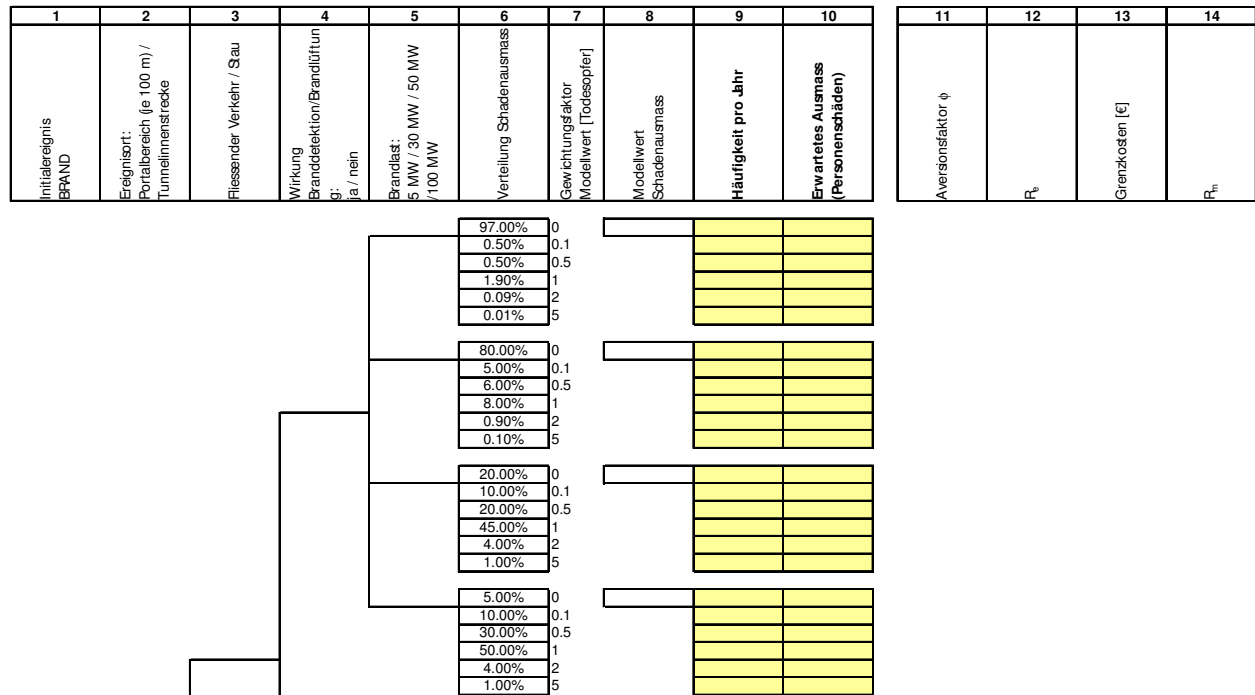 1 2 3 4 5 6 7 8 9 10 11 12 13 14
Initialereignis
BRAND
Ereignisort:
Portalbereich (je 100 m) /
Tunnelinnenstrecke
Fliessender Verkehr / Stau
Wirkung
Branddetektion/Brandlüftun
g:
ja / nein
Brandlast:
5 MW / 30 MW / 50 MW
/100 MW
Verteilung Schadenausmass
Gewichtungsfaktor
Modellwert [Todesopfer]
Modellwert
Schadenausmass
Häufigkeit pro Jahr
Erwartetes Ausmass
(Personenschäden)
Aversionsfaktor ϕ
Re
Grenzkosten [€]
Rm
97.00% 0
0.50% 0.1
0.50% 0.5
1.90% 1
0.09% 2
0.01% 5
80.00% 0
5.00% 0.1
6.00% 0.5
8.00% 1
0.90% 2
0.10% 5
20.00% 0
10.00% 0.1
20.00% 0.5
45.00% 1
4.00% 2
1.00% 5
5.00% 0
10.00% 0.1
30.00% 0.5
50.00% 1
4.00% 2
1.00% 5